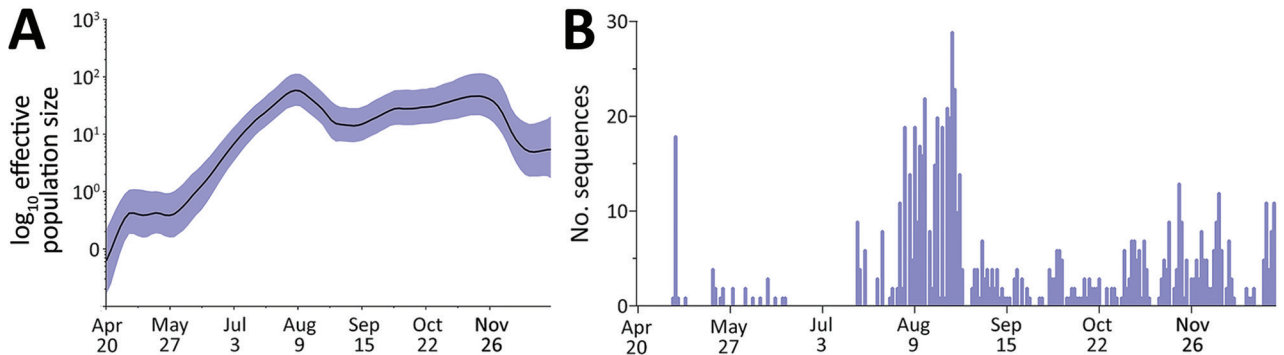 A
log10 effective
population size
10³
10²
10¹
10⁰
0
Apr
20
May
27
Jul
3
Aug
9
Sep
15
Oct
22
Nov
26
B
No. sequences
30
20
10
0
Apr
20
May
27
Jul
3
Aug
9
Sep
15
Oct
22
Nov
26